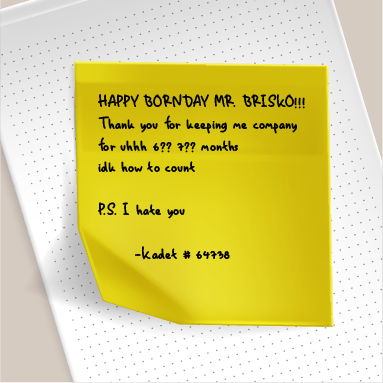 HAPPY BORNDAY MR. BRISKO!!!
Thank you for keeping me company
for uhhh 6?? 7?? months
idk how to count
P.S. I hate you
-Kadet # 64738